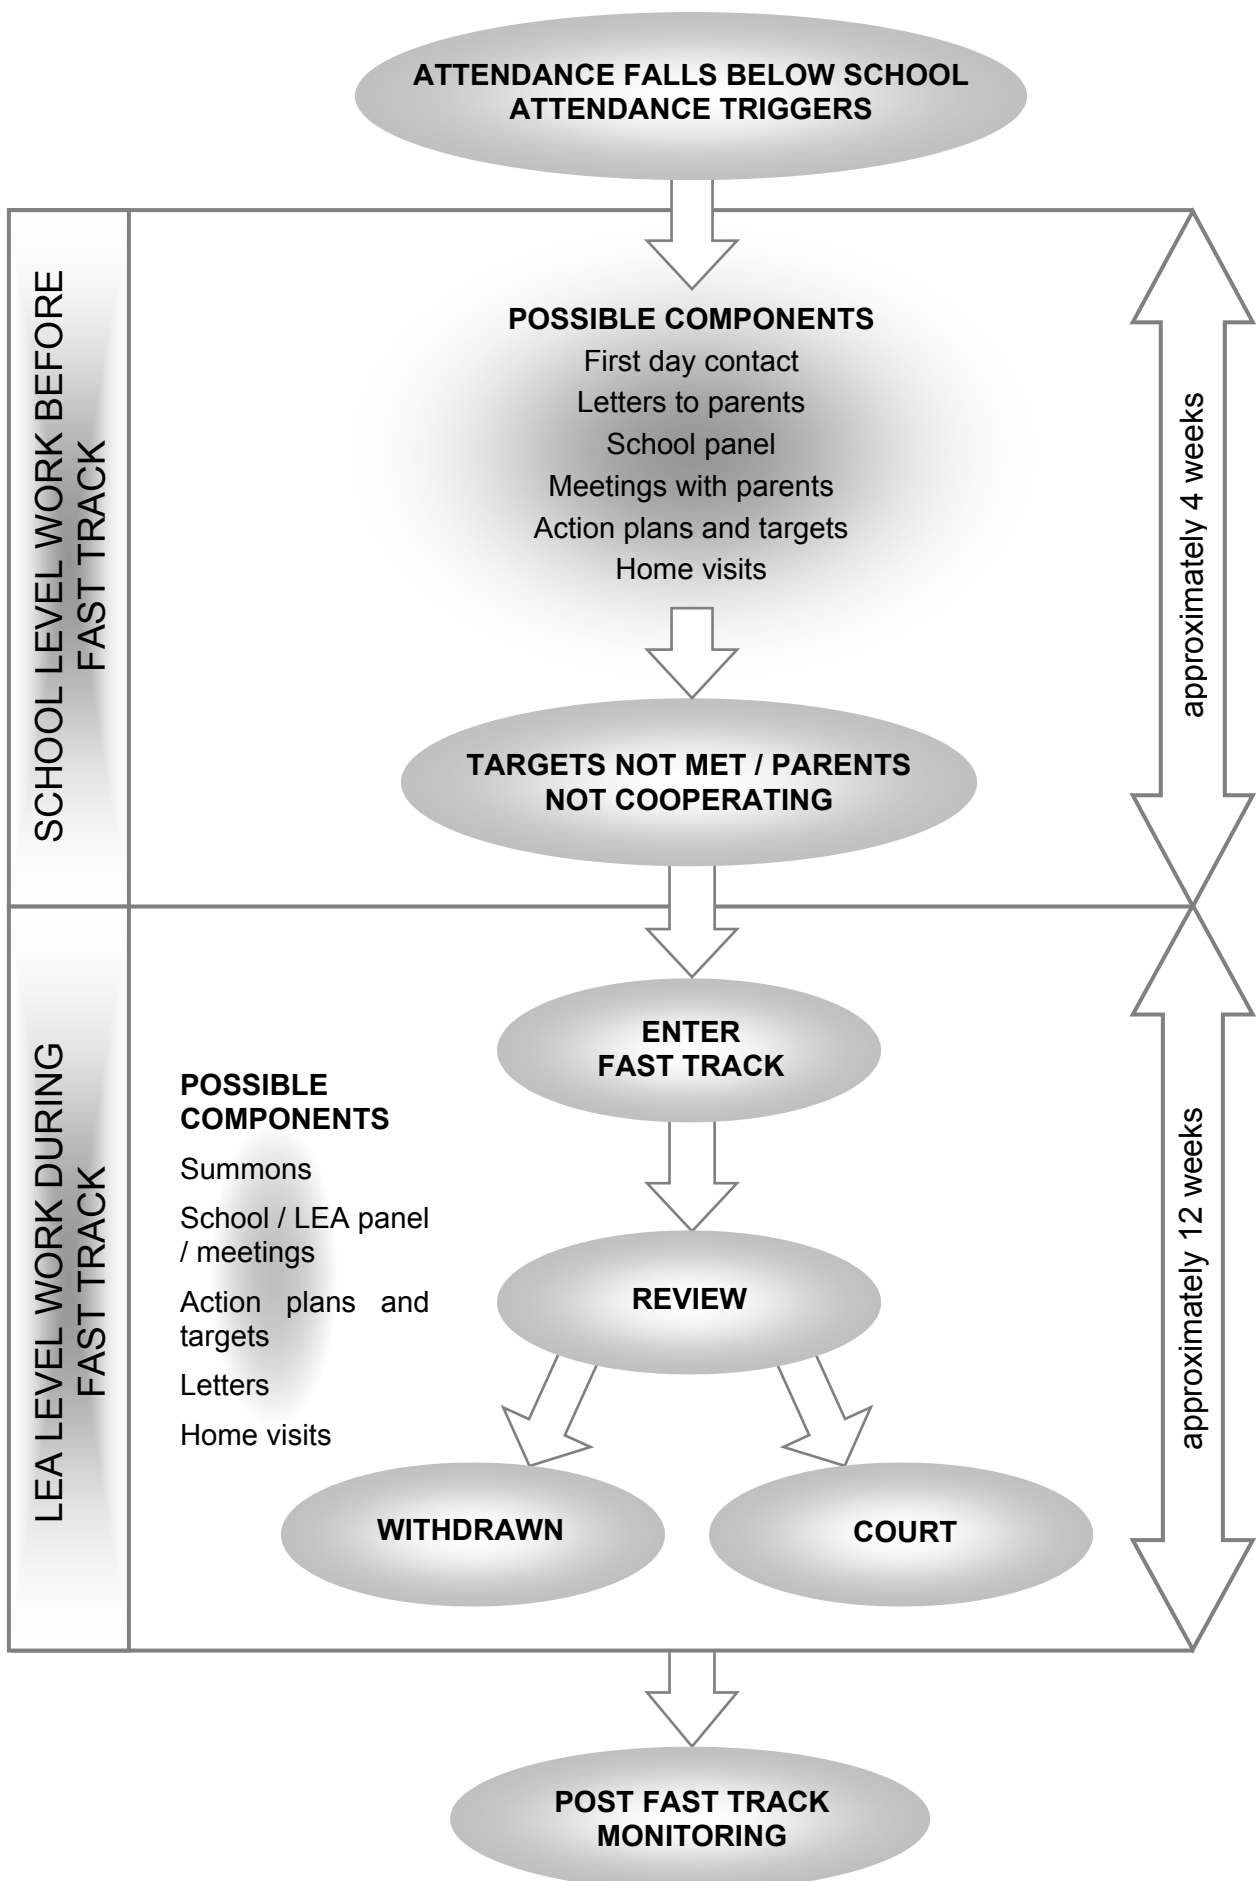 ATTENDANCE FALLS BELOW SCHOOL
ATTENDANCE TRIGGERS
SCHOOL LEVEL WORK BEFORE
FAST TRACK
POSSIBLE COMPONENTS
First day contact
Letters to parents
School panel
Meetings with parents
Action plans and targets
Home visits
approximately 4 weeks
TARGETS NOT MET / PARENTS
NOT COOPERATING
LEA LEVEL WORK DURING
FAST TRACK
ENTER
FAST TRACK
POSSIBLE
COMPONENTS
Summons
School / LEA panel
/ meetings
Action plans and
targets
Letters
Home visits
REVIEW
approximately 12 weeks
WITHDRAWN
COURT
POST FAST TRACK
MONITORING